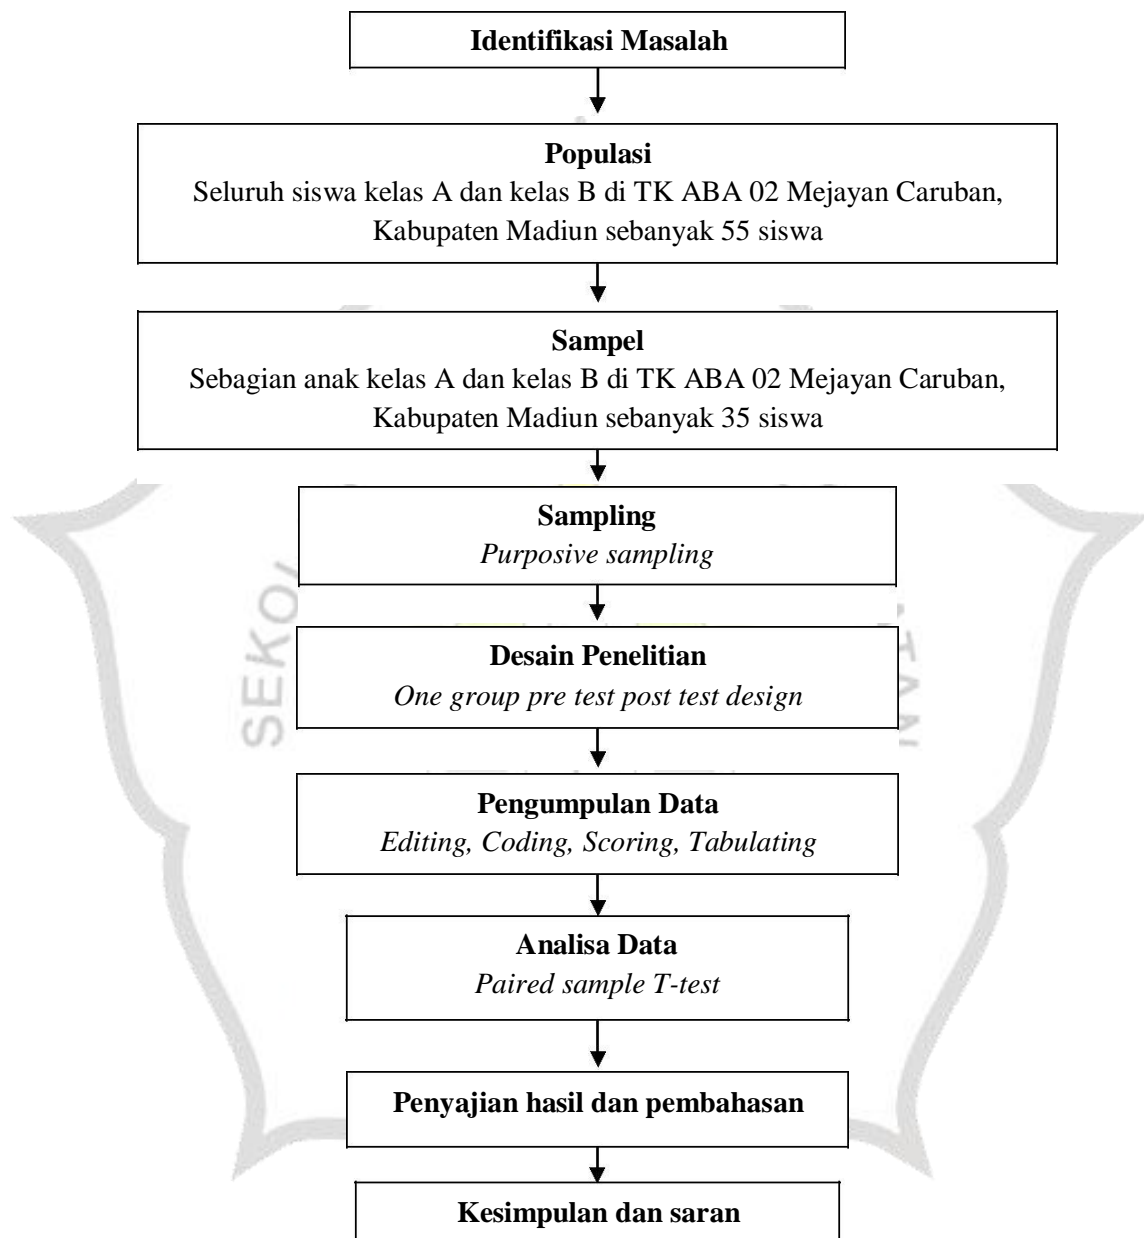 Identifikasi Masalah
Populasi
Seluruh siswa kelas A dan kelas B di TK ABA 02 Mejayan Caruban,
Kabupaten Madiun sebanyak 55 siswa
Sampel
Sebagian anak kelas A dan kelas B di TK ABA 02 Mejayan Caruban,
Kabupaten Madiun sebanyak 35 siswa
Sampling
Purposive sampling
Desain Penelitian
One group pre test post test design
Pengumpulan Data
Editing, Coding, Scoring, Tabulating
Analisa Data
Paired sample T-test
Penyajian hasil dan pembahasan
Kesimpulan dan saran